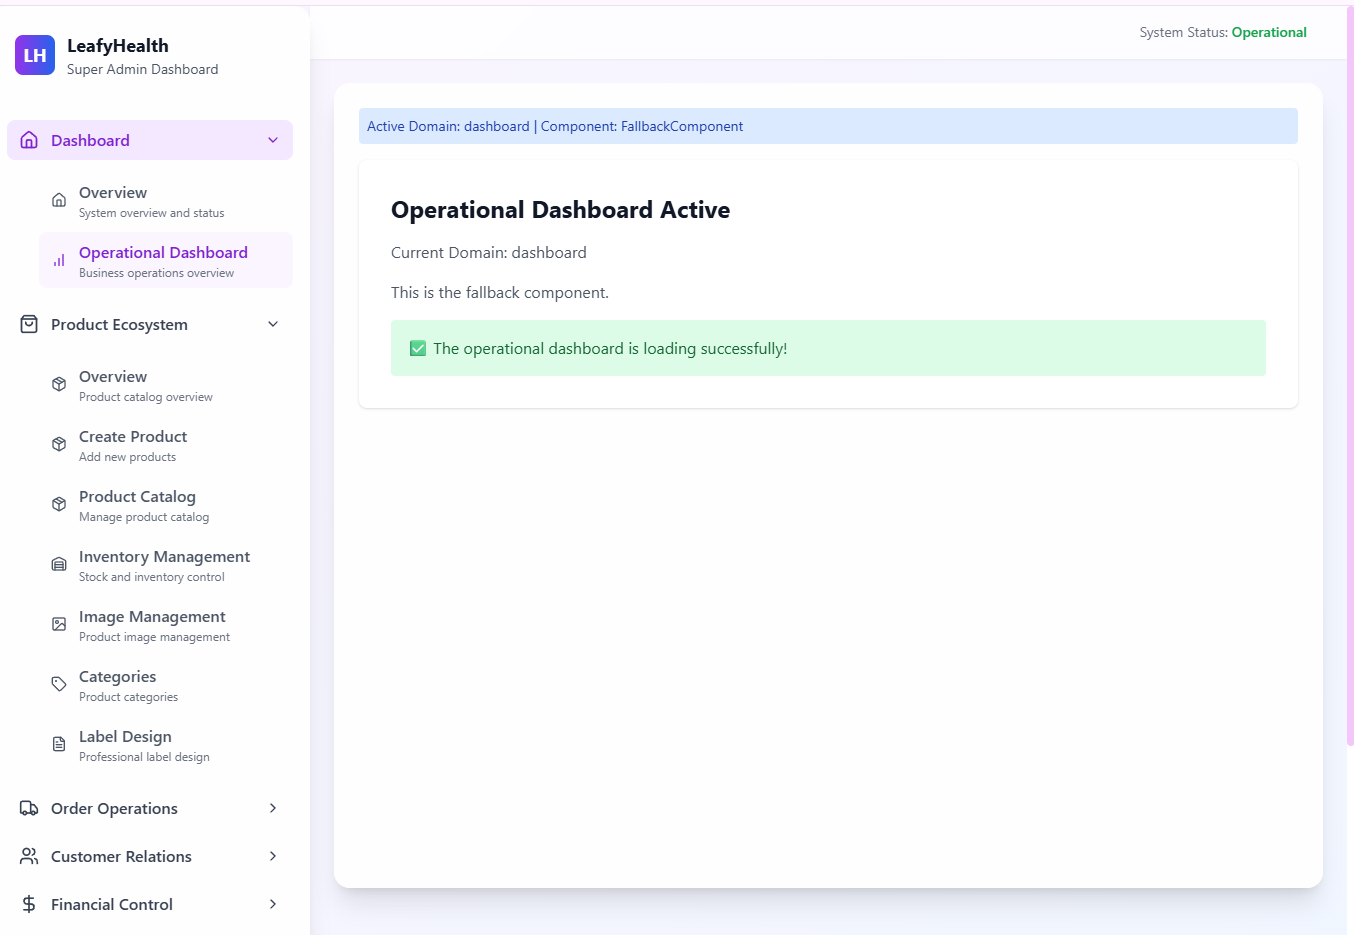 LH
LeafyHealth
Super Admin Dashboard
System Status: Operational
Dashboard
Overview
System overview and status
Operational Dashboard
Business operations overview
Product Ecosystem
Overview
Product catalog overview
Create Product
Add new products
Product Catalog
Manage product catalog
Inventory Management
Stock and inventory control
Image Management
Product image management
Categories
Product categories
Label Design
Professional label design
Order Operations
Customer Relations
Financial Control
Active Domain: dashboard | Component: FallbackComponent
Operational Dashboard Active
Current Domain: dashboard
This is the fallback component.
✅ The operational dashboard is loading successfully!